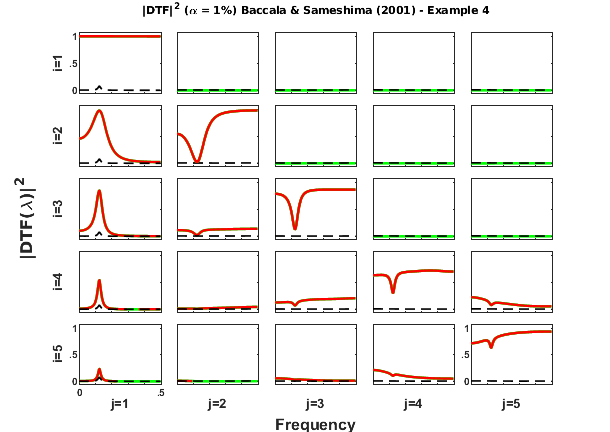 |DTF|² (α = 1%) Baccala & Sameshima (2001) - Example 4
i=1
1
.5
0
i=2
i=3
|DTF(λ)|²
i=4
i=5
1
.5
0
0
.5
j=1
j=2
j=3
j=4
j=5
Frequency